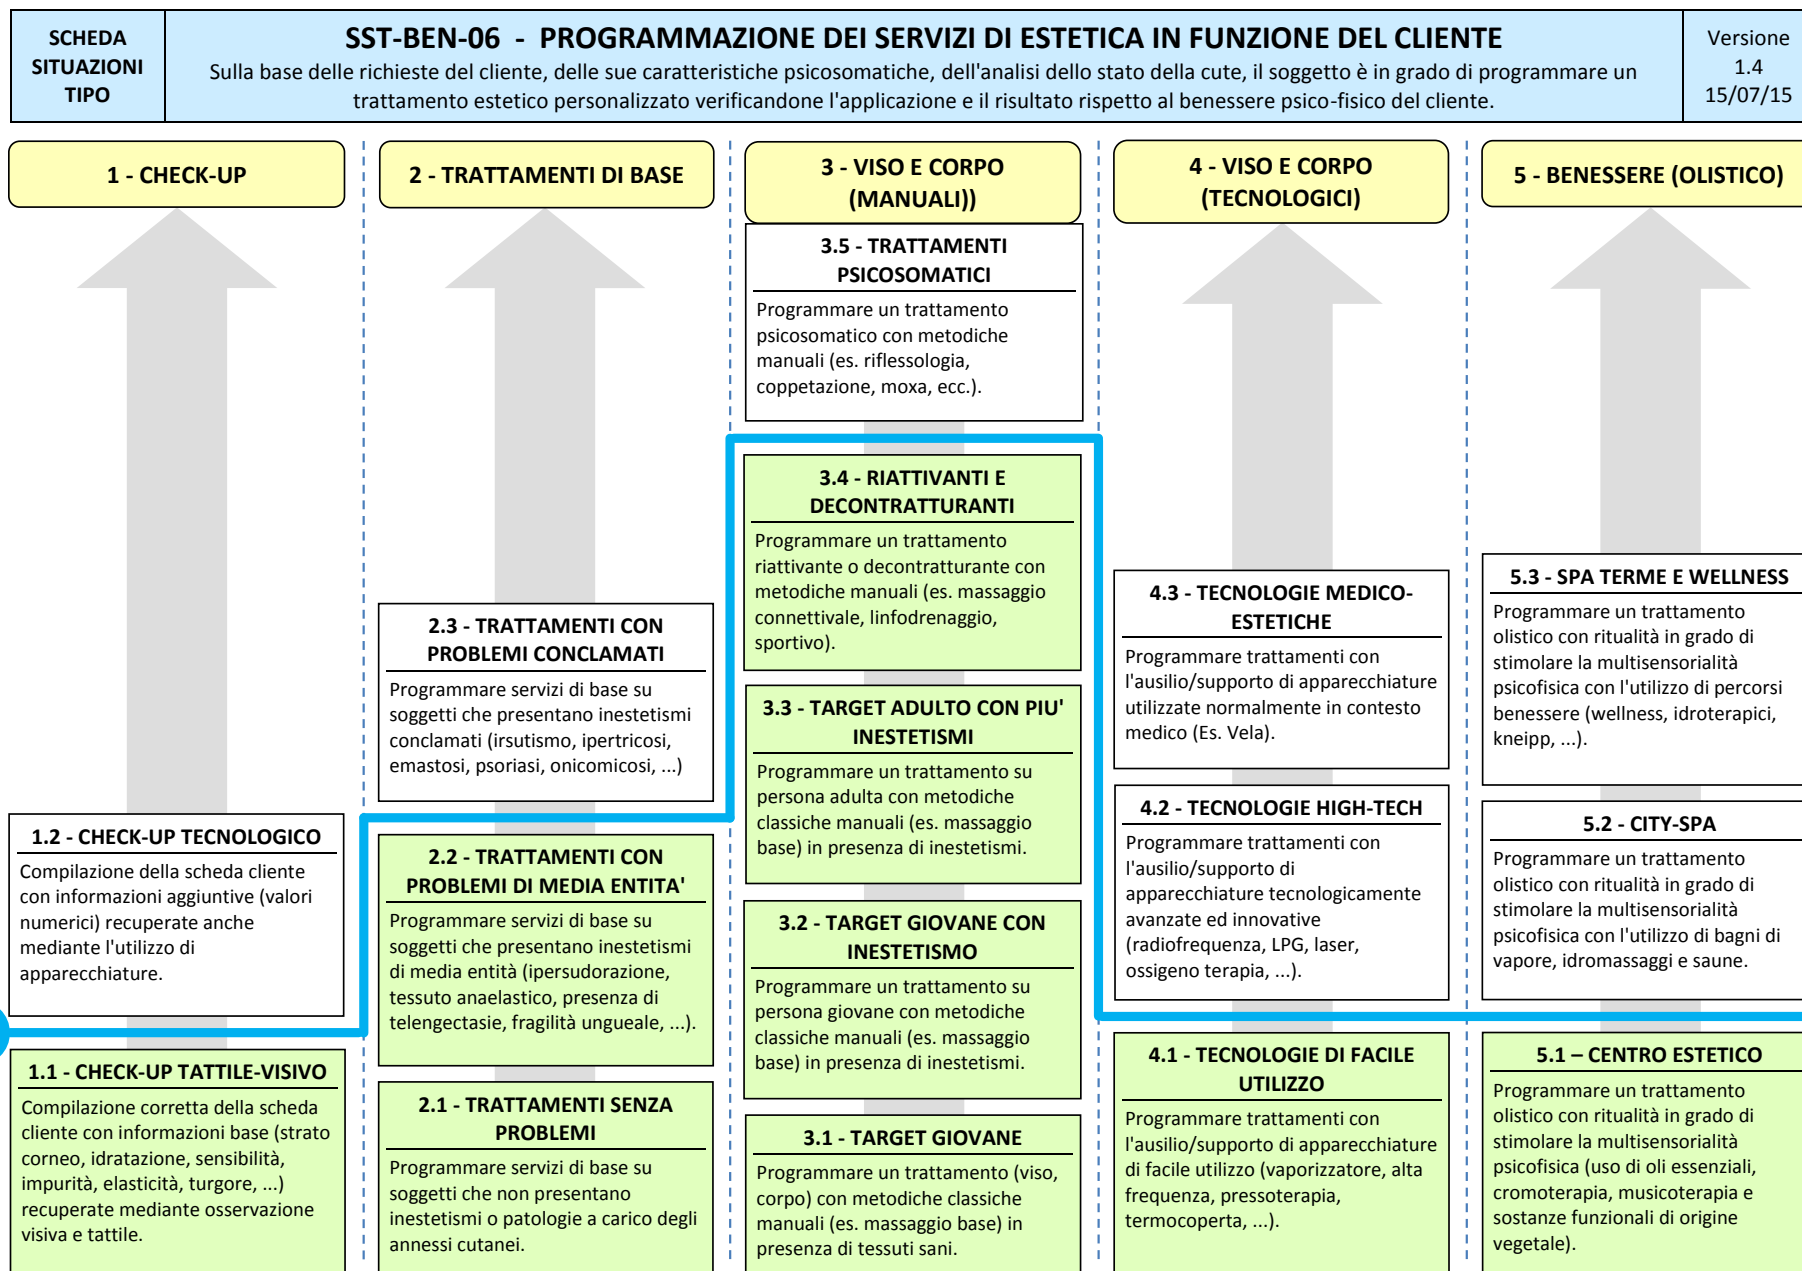 SCHEDA
SITUAZIONI
TIPO
SST-BEN-06 - PROGRAMMAZIONE DEI SERVIZI DI ESTETICA IN FUNZIONE DEL CLIENTE
Sulla base delle richieste del cliente, delle sue caratteristiche psicosomatiche, dell'analisi dello stato della cute, il soggetto è in grado di programmare un
trattamento estetico personalizzato verificandone l'applicazione e il risultato rispetto al benessere psico-fisico del cliente.
Versione
1.4
15/07/15
1 - CHECK-UP
1.2 - CHECK-UP TECNOLOGICO
Compilazione della scheda cliente
con informazioni aggiuntive (valori
numerici) recuperate anche
mediante l'utilizzo di
apparecchiature.
1.1 - CHECK-UP TATTILE-VISIVO
Compilazione corretta della scheda
cliente con informazioni base (strato
corneo, idratazione, sensibilità,
impurità, elasticità, turgore, ...)
recuperate mediante osservazione
visiva e tattile.
2 - TRATTAMENTI DI BASE
2.3 - TRATTAMENTI CON
PROBLEMI CONCLAMATI
Programmare servizi di base su
soggetti che presentano inestetismi
conclamati (irsutismo, ipertricosi,
emastosi, psoriasi, onicomicosi, ...)
2.2 - TRATTAMENTI CON
PROBLEMI DI MEDIA ENTITA'
Programmare servizi di base su
soggetti che presentano inestetismi
di media entità (ipersudorazione,
tessuto anaelastico, presenza di
telengectasie, fragilità ungueale, ...).
2.1 - TRATTAMENTI SENZA
PROBLEMI
Programmare servizi di base su
soggetti che non presentano
inestetismi o patologie a carico degli
annessi cutanei.
3 - VISO E CORPO
(MANUALI))
3.5 - TRATTAMENTI
PSICOSOMATICI
Programmare un trattamento
psicosomatico con metodiche
manuali (es. riflessologia,
coppetazione, moxa, ecc.).
3.4 - RIATTIVANTI E
DECONTRATTURANTI
Programmare un trattamento
riattivante o decontratturante con
metodiche manuali (es. massaggio
connettivale, linfodrenaggio,
sportivo).
3.3 - TARGET ADULTO CON PIU'
INESTETISMI
Programmare un trattamento su
persona adulta con metodiche
classiche manuali (es. massaggio
base) in presenza di inestetismi.
3.2 - TARGET GIOVANE CON
INESTETISMO
Programmare un trattamento su
persona giovane con metodiche
classiche manuali (es. massaggio
base) in presenza di inestetismi.
3.1 - TARGET GIOVANE
Programmare un trattamento (viso,
corpo) con metodiche classiche
manuali (es. massaggio base) in
presenza di tessuti sani.
4 - VISO E CORPO
(TECNOLOGICI)
4.3 - TECNOLOGIE MEDICO-
ESTETICHE
Programmare trattamenti con
l'ausilio/supporto di apparecchiature
utilizzate normalmente in contesto
medico (Es. Vela).
4.2 - TECNOLOGIE HIGH-TECH
Programmare trattamenti con
l'ausilio/supporto di
apparecchiature tecnologicamente
avanzate ed innovative
(radiofrequenza, LPG, laser,
ossigeno terapia, ...).
4.1 - TECNOLOGIE DI FACILE
UTILIZZO
Programmare trattamenti con
l'ausilio/supporto di apparecchiature
di facile utilizzo (vaporizzatore, alta
frequenza, pressoterapia,
termocoperta, ...).
5 - BENESSERE (OLISTICO)
5.3 - SPA TERME E WELLNESS
Programmare un trattamento
olistico con ritualità in grado di
stimolare la multisensorialità
psicofisica con l'utilizzo di percorsi
benessere (wellness, idroterapici,
kneipp, ...).
5.2 - CITY-SPA
Programmare un trattamento
olistico con ritualità in grado di
stimolare la multisensorialità
psicofisica con l'utilizzo di bagni di
vapore, idromassaggi e saune.
5.1 – CENTRO ESTETICO
Programmare un trattamento
olistico con ritualità in grado di
stimolare la multisensorialità
psicofisica (uso di oli essenziali,
cromoterapia, musicoterapia e
sostanze funzionali di origine
vegetale).